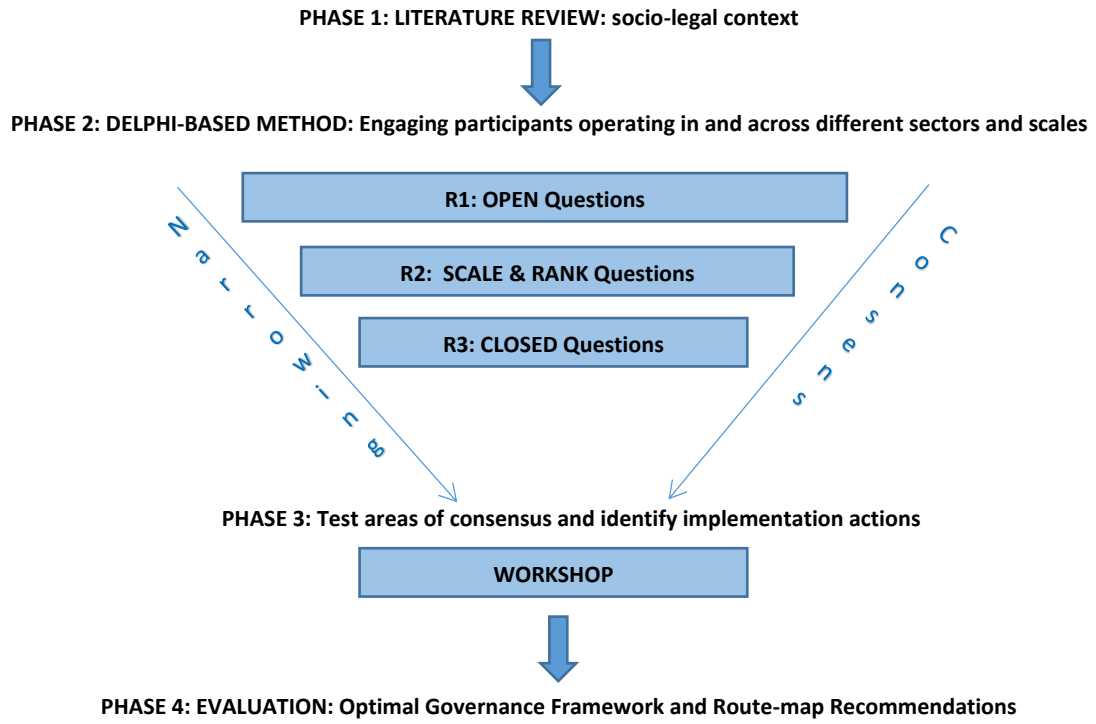 PHASE 1: LITERATURE REVIEW: socio-legal context
PHASE 2: DELPHI-BASED METHOD: Engaging participants operating in and across different sectors and scales
R1: OPEN Questions
R2: SCALE & RANK Questions
R3: CLOSED Questions
Narrowing
Consens
PHASE 3: Test areas of consensus and identify implementation actions
WORKSHOP
PHASE 4: EVALUATION: Optimal Governance Framework and Route-map Recommendations